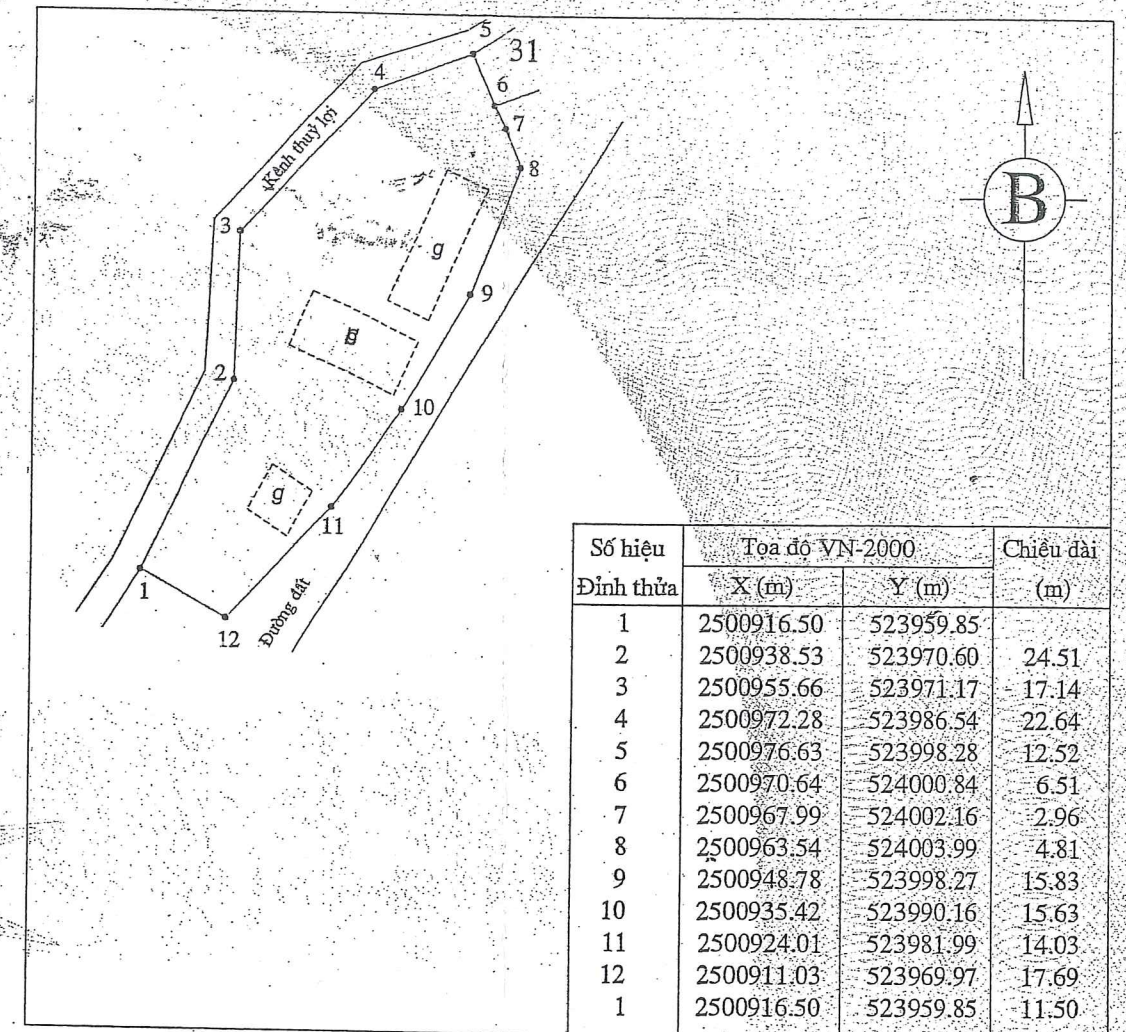 5
31
4
6
7
8
Kênh thuỷ lợi
B
3
g
9
g
2
10
g
11
1
12
Đường đất
Số hiệu Đỉnh thửa | Tọa độ VN-2000 | Chiều dài (m)
X (m) | Y (m)
1 2500916.50 523959.85
2 2500938.53 523970.60 24.51
3 2500955.66 523971.17 17.14
4 2500972.28 523986.54 22.64
5 2500976.63 523998.28 12.52
6 2500970.64 524000.84 6.51
7 2500967.99 524002.16 2.96
8 2500963.54 524003.99 4.81
9 2500948.78 523998.27 15.83
10 2500935.42 523990.16 15.63
11 2500924.01 523981.99 14.03
12 2500911.03 523969.97 17.69
1 2500916.50 523959.85 11.50